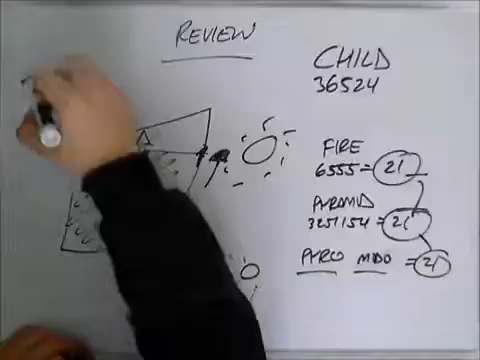 REVIEW
CHILD
36524
FIRE
6555=21
PYRAMID
3251154=21
PYRO MIDO =21